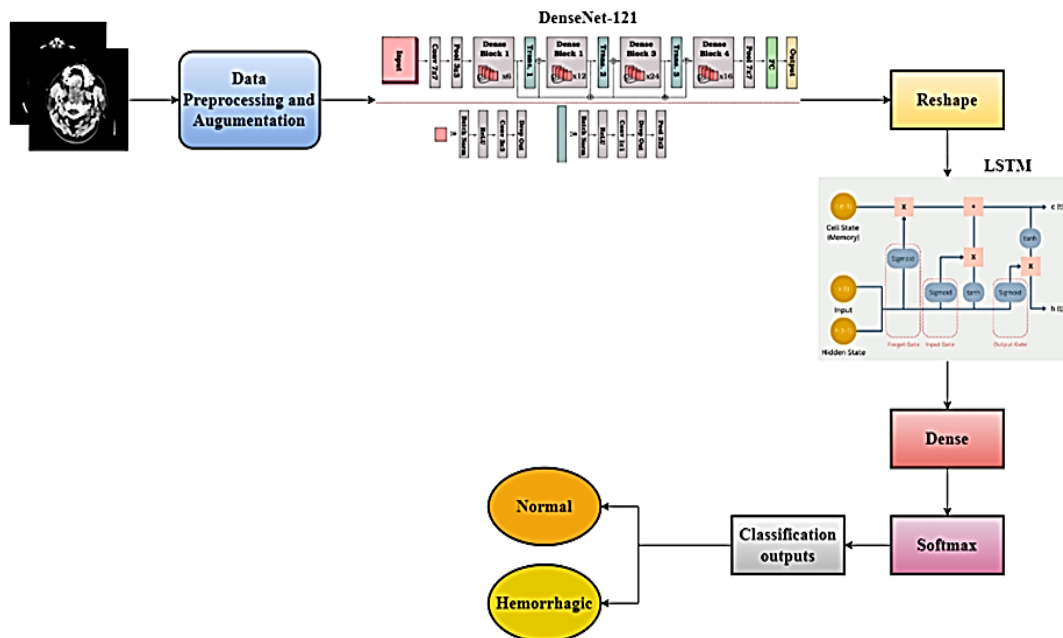 DenseNet-121
Data
Preprocessing and
Augumentation
Input
Conv 7x7
Pool 3x3
Dense
Block 1
x6
Trans. 1
Dense
Block 1
x12
Trans. 2
Dense
Block 3
x24
Trans. 3
Dense
Block 4
x16
Pool 7x7
FC
Output
Batch Norm
ReLU
Conv 3x3
Drop Out
Batch Norm
ReLU
Conv 1x1
Drop Out
Pool 2x2
Reshape
LSTM
Cell State
(Memory)
X
tanh
Sigmoid
X
X
Input
Sigmoid
tanh
Sigmoid
Hidden State
Forget Gate
Input Gate
Output Gate
Dense
Normal
Classification
outputs
Softmax
Hemorrhagic